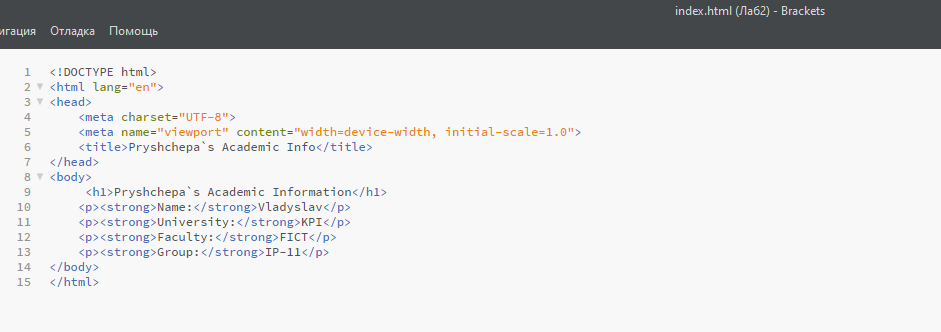 index.html (Лаб2) - Brackets
игация Отладка Помощь
1 <!DOCTYPE html>
2 <html lang="en">
3 <head>
4 <meta charset="UTF-8">
5 <meta name="viewport" content="width=device-width, initial-scale=1.0">
6 <title>Pryshchepa`s Academic Info</title>
7 </head>
8 <body>
9 <h1>Pryshchepa`s Academic Information</h1>
10 <p><strong>Name:</strong>Vladyslav</p>
11 <p><strong>University:</strong>KPI</p>
12 <p><strong>Faculty:</strong>FICT</p>
13 <p><strong>Group:</strong>IP-11</p>
14 </body>
15 </html>